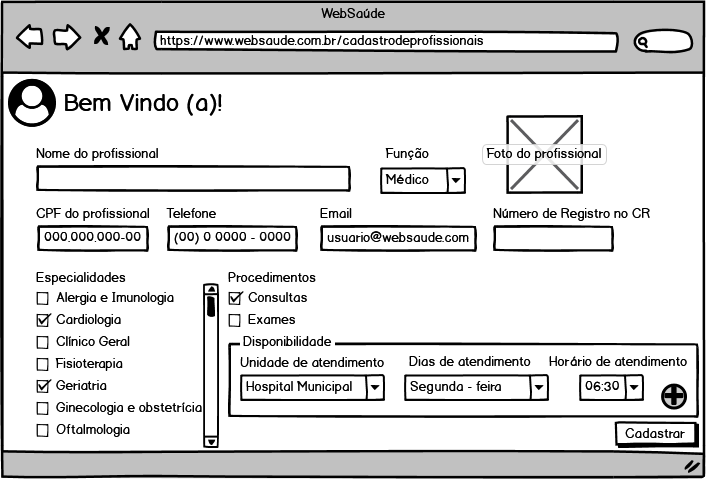 WebSaúde
https://www.websaude.com.br/cadastrodeprofissionais
Bem Vindo (a)!
Nome do profissional
Função
Médico
Foto do profissional
CPF do profissional
Telefone
Email
Número de Registro no CR
000.000.000-00
(00) 0 0000 - 0000
usuario@websaude.com
Especialidades
Alergia e Imunologia
Cardiologia
Clínico Geral
Fisioterapia
Geriatria
Ginecologia e obstetrícia
Oftalmologia
Procedimentos
Consultas
Exames
Disponibilidade
Unidade de atendimento
Dias de atendimento
Horário de atendimento
Hospital Municipal
Segunda - feira
06:30
Cadastrar